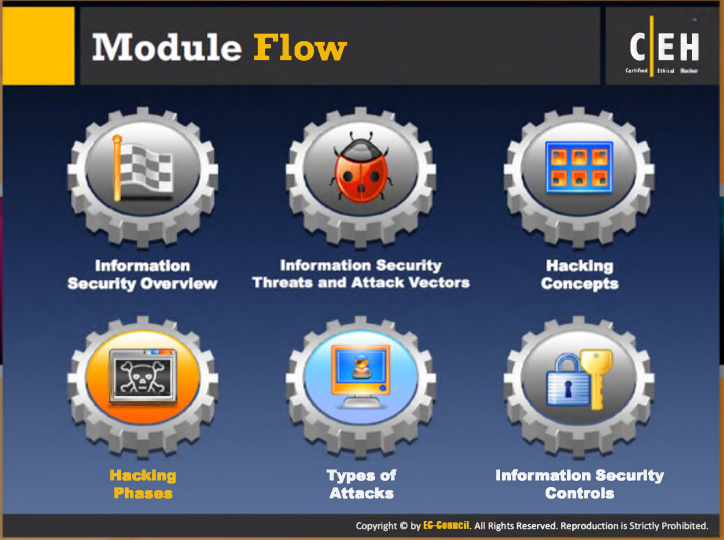 Module Flow
C|EH
Certified Ethical Hacker
Information
Security Overview
Information Security
Threats and Attack Vectors
Hacking
Concepts
Hacking
Phases
Types of
Attacks
Information Security
Controls
Copyright © by EC-Council. All Rights Reserved. Reproduction is Strictly Prohibited.